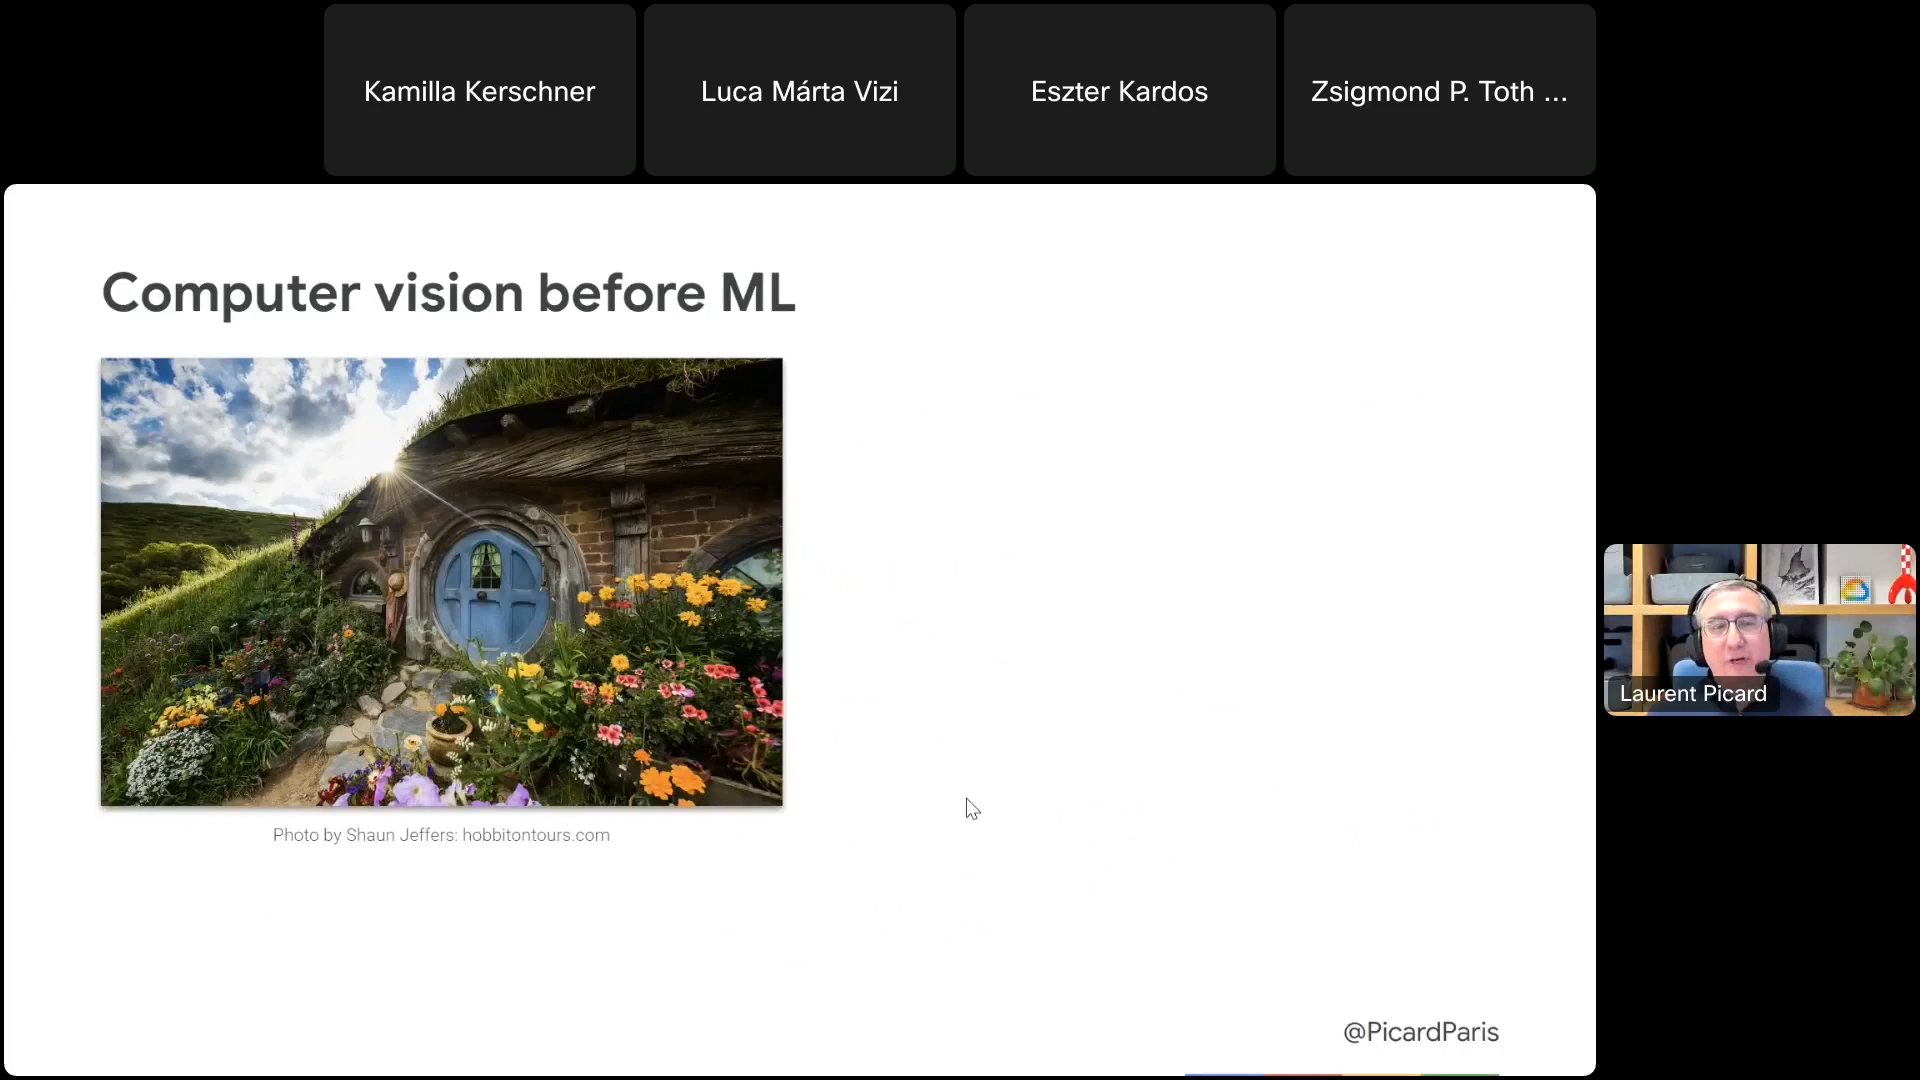 Kamilla Kerschner
Luca Márta Vizi
Eszter Kardos
Zsigmond P. Toth ...
Computer vision before ML
Photo by Shaun Jeffers: hobbitontours.com
Laurent Picard
@PicardParis